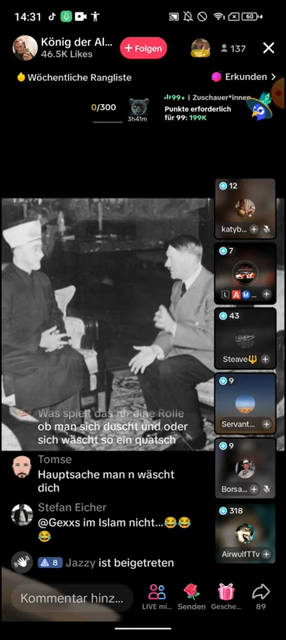 14:31
60
König der Al...
46.5K Likes
+ Folgen
137
Wöchentliche Rangliste
Erkunden >
0/300
3h41m
99+ | Zuschauer*innen
Punkte erforderlich
für 99: 199K
12
katyb...
7
L A M...
43
Steave🔱
9
Servant...
9
Borsa...
318
AirwulfTTv
Was spielt das für eine Rolle
ob man sich duscht und oder
sich wäscht so ein quatsch
Tomse
Hauptsache man n wäscht
dich
Stefan Eicher
@Gexxs im Islam nicht...😂😂
😂
8 Jazzy ist beigetreten
Kommentar hinz...
LIVE mi...
Senden
Gesche...
89